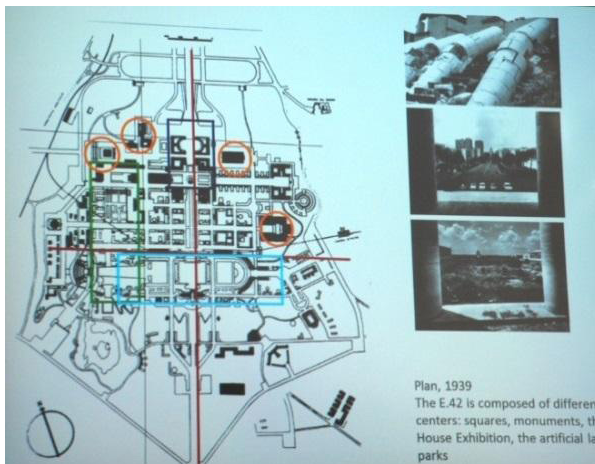 Plan, 1939
The E.42 is composed of differen
centers: squares, monuments, th
House Exhibition, the artificial la
parks